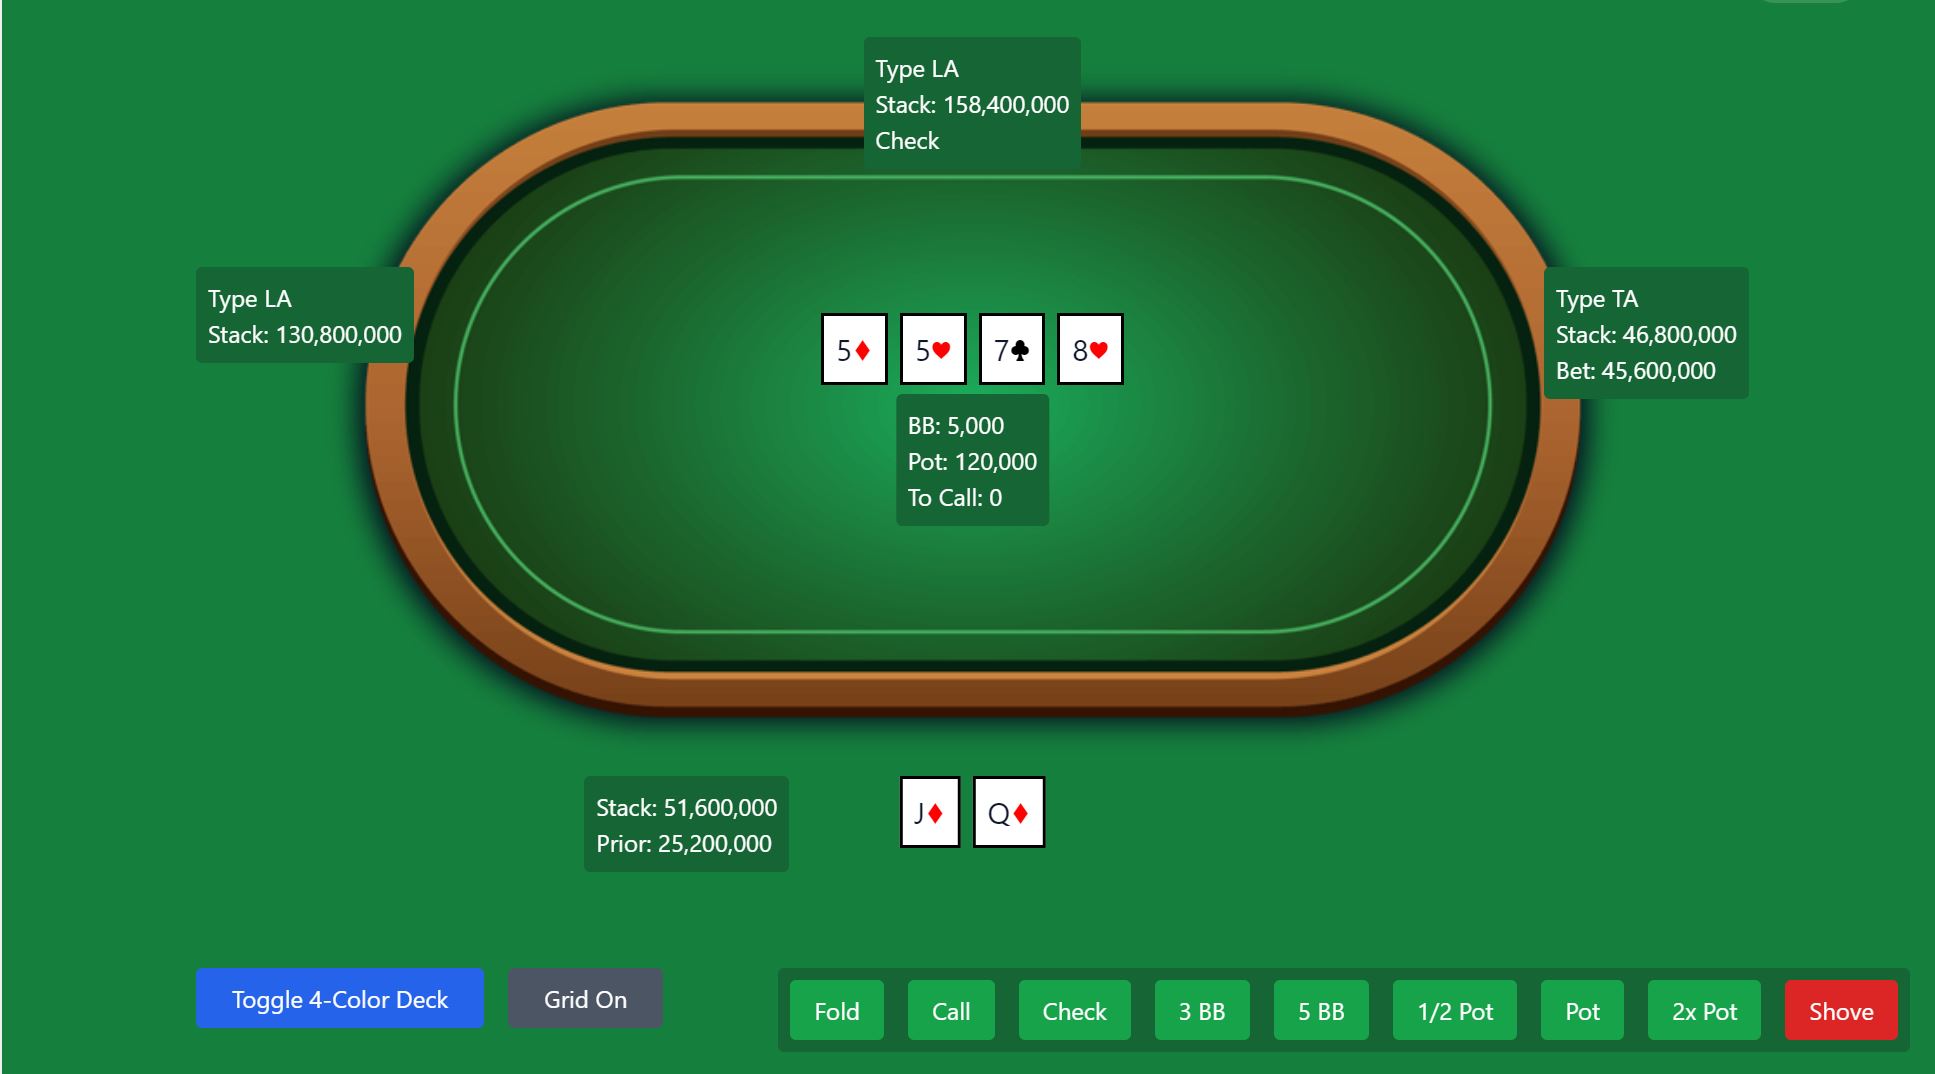 Type LA
Stack: 158,400,000
Check
Type LA
Stack: 130,800,000
Type TA
Stack: 46,800,000
Bet: 45,600,000
5♦ 5♥ 7♣ 8♥
BB: 5,000
Pot: 120,000
To Call: 0
Stack: 51,600,000
Prior: 25,200,000
J♦ Q♦
Toggle 4-Color Deck
Grid On
Fold
Call
Check
3 BB
5 BB
1/2 Pot
Pot
2x Pot
Shove